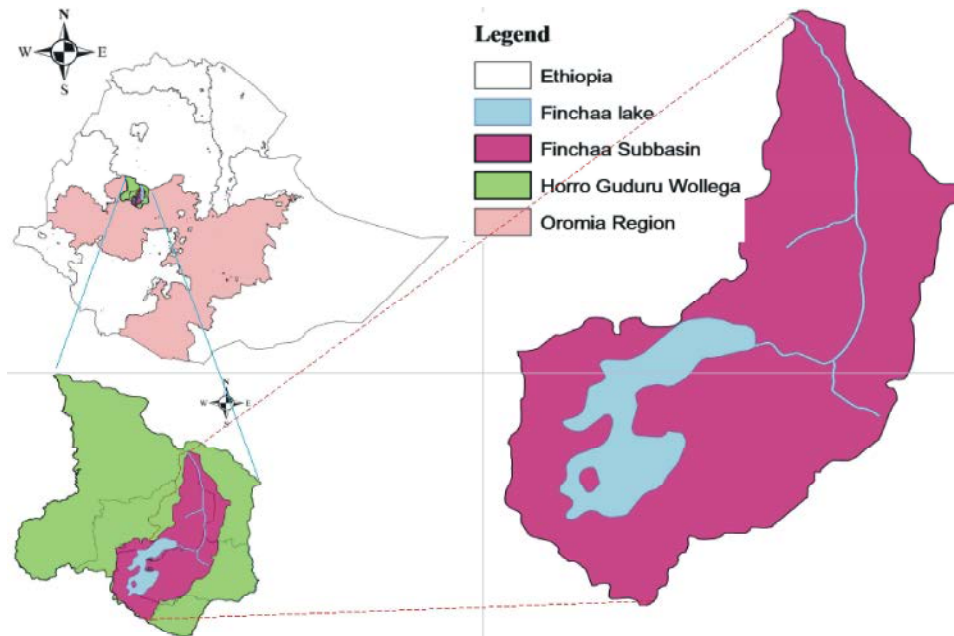 N
W E
S
Legend
Ethiopia
Finchaa lake
Finchaa Subbasin
Horro Guduru Wollega
Oromia Region
N
W E
S